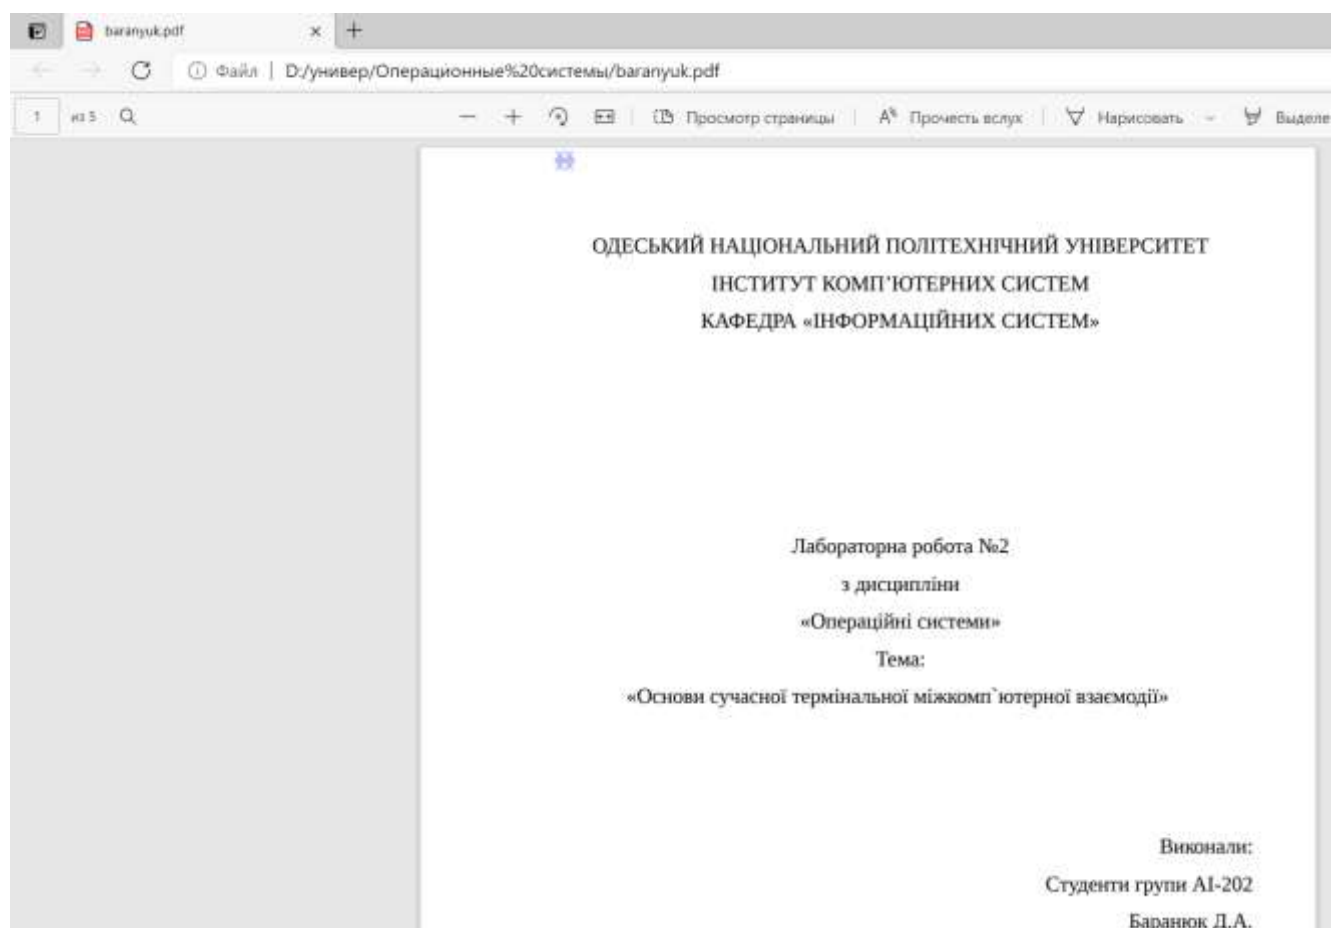 baranyuk.pdf
Файл | D:/универ/Операционные%20системы/baranyuk.pdf
1 из 5 Просмотр страницы | A Прочесть вслух | Нарисовать Выделе
ОДЕСЬКИЙ НАЦІОНАЛЬНИЙ ПОЛІТЕХНІЧНИЙ УНІВЕРСИТЕТ
ІНСТИТУТ КОМП’ЮТЕРНИХ СИСТЕМ
КАФЕДРА «ІНФОРМАЦІЙНИХ СИСТЕМ»
Лабораторна робота №2
з дисципліни
«Операційні системи»
Тема:
«Основи сучасної термінальної міжкомп`ютерної взаємодії»
Виконали:
Студенти групи АІ-202
Баранюк Д.А.